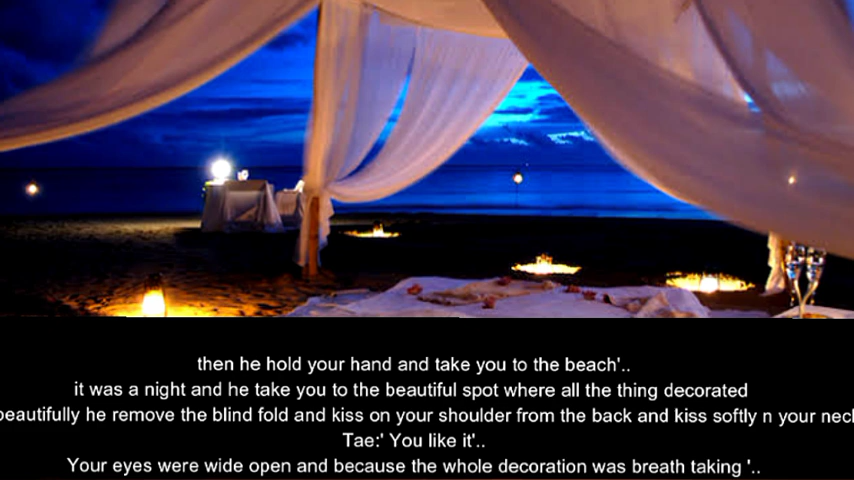 then he hold your hand and take you to the beach'..
it was a night and he take you to the beautiful spot where all the thing decorated
beautifully he remove the blind fold and kiss on your shoulder from the back and kiss softly n your neck
Tae:' You like it'..
Your eyes were wide open and because the whole decoration was breath taking '..